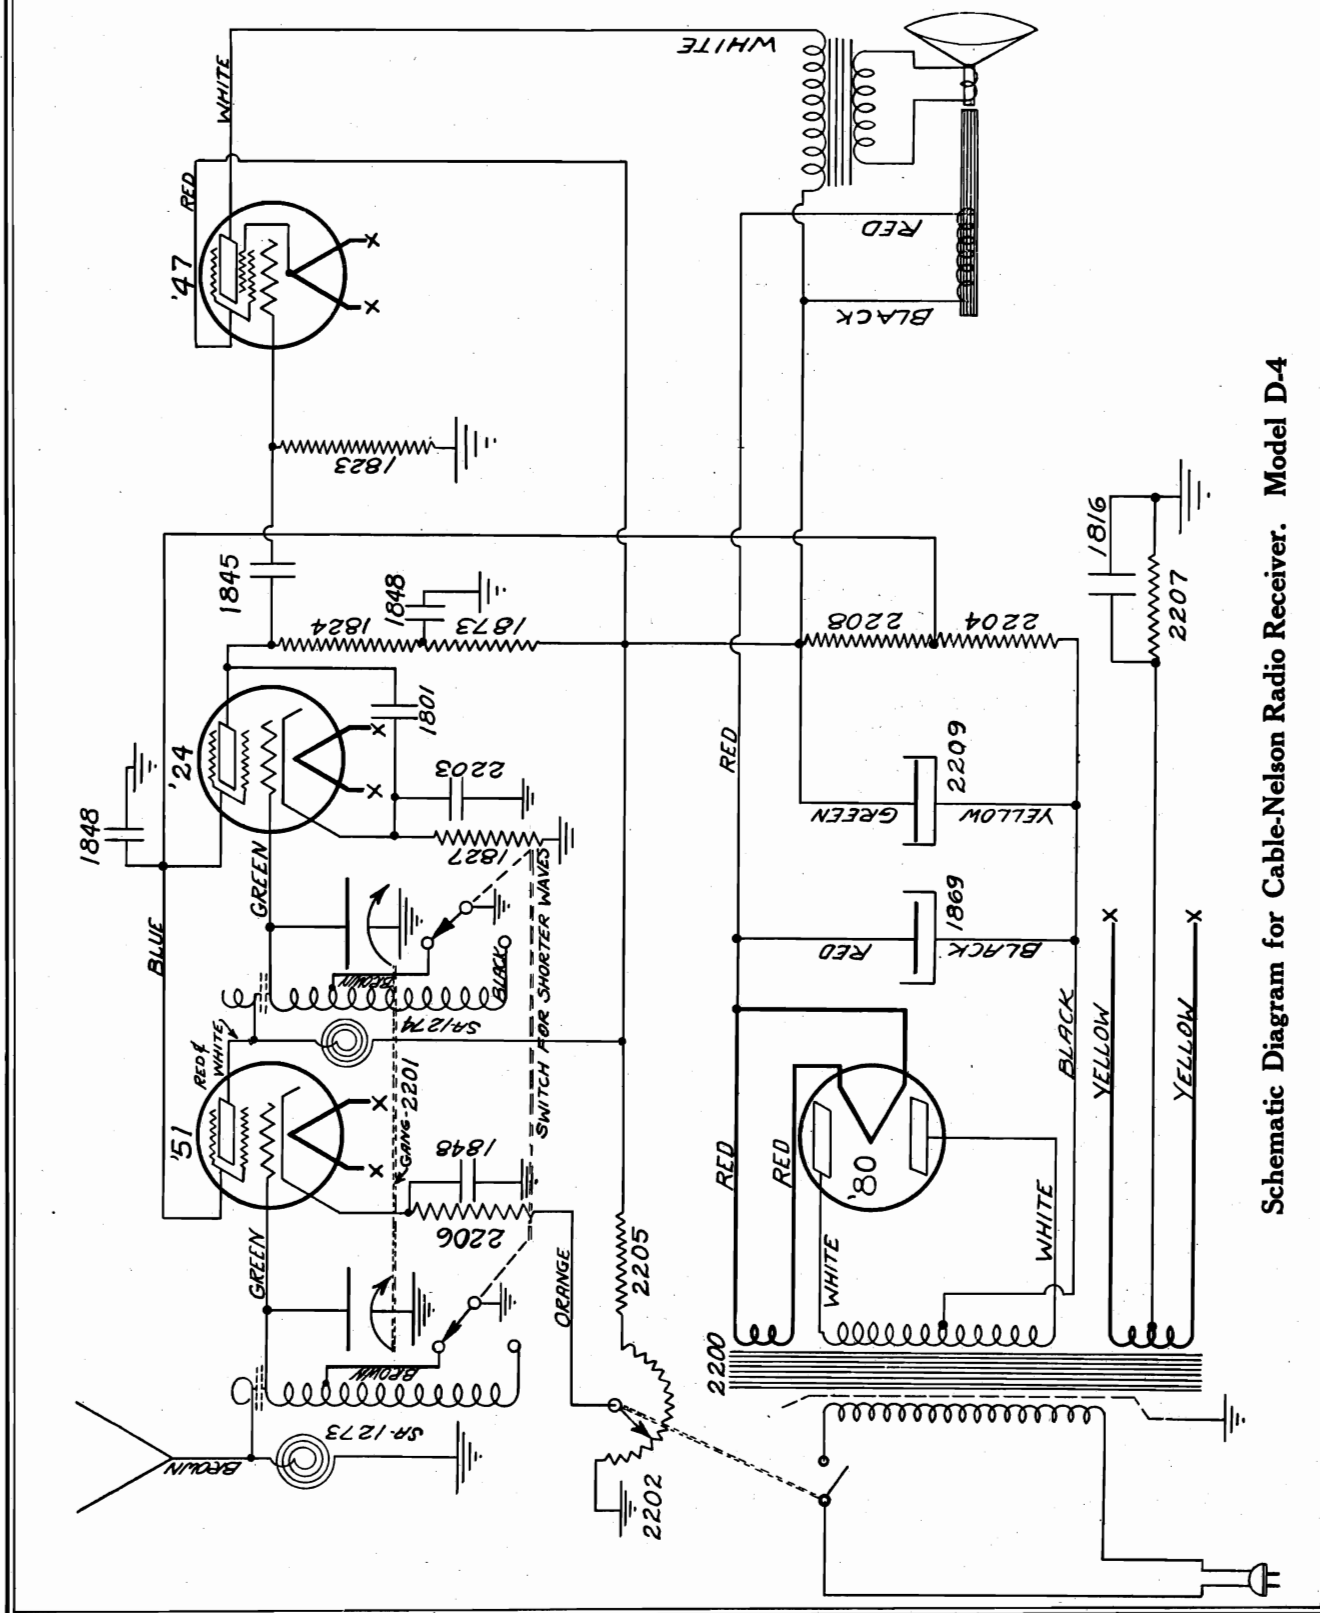 WHITE
WHITE
RED
'47
RED
BLACK
1823
1845
1824
1848
1873
2208
2204
1816
2207
1848
'24
1801
2203
1827
GREEN
BLUE
RED
GREEN
2209
YELLOW
RED
1869
BLACK
BROWN
BLACK
SWITCH FOR SHORTER WAVES
SA-1274
RED &
WHITE
'51
GANG-2201
1848
2206
GREEN
BROWN
ORANGE
2205
RED
RED
'80
WHITE
WHITE
BLACK
YELLOW
YELLOW
X
X
X
X
X
X
X
X
2200
SA-1273
BROWN
2202
Schematic Diagram for Cable-Nelson Radio Receiver. Model D-4